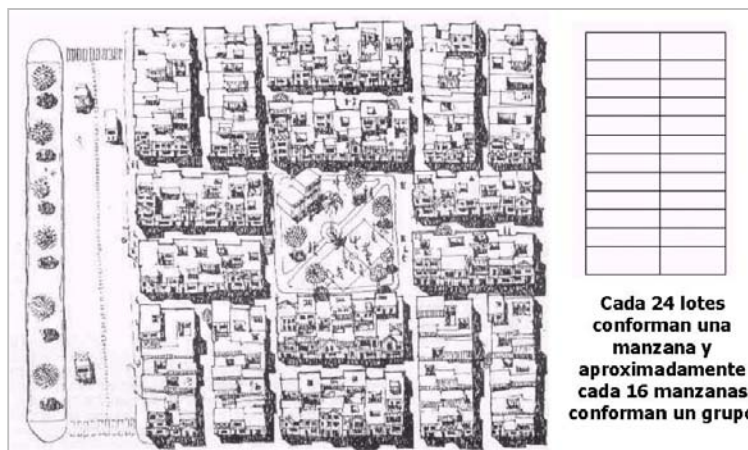 Cada 24 lotes
conforman una
manzana y
aproximadamente
cada 16 manzanas
conforman un grupo